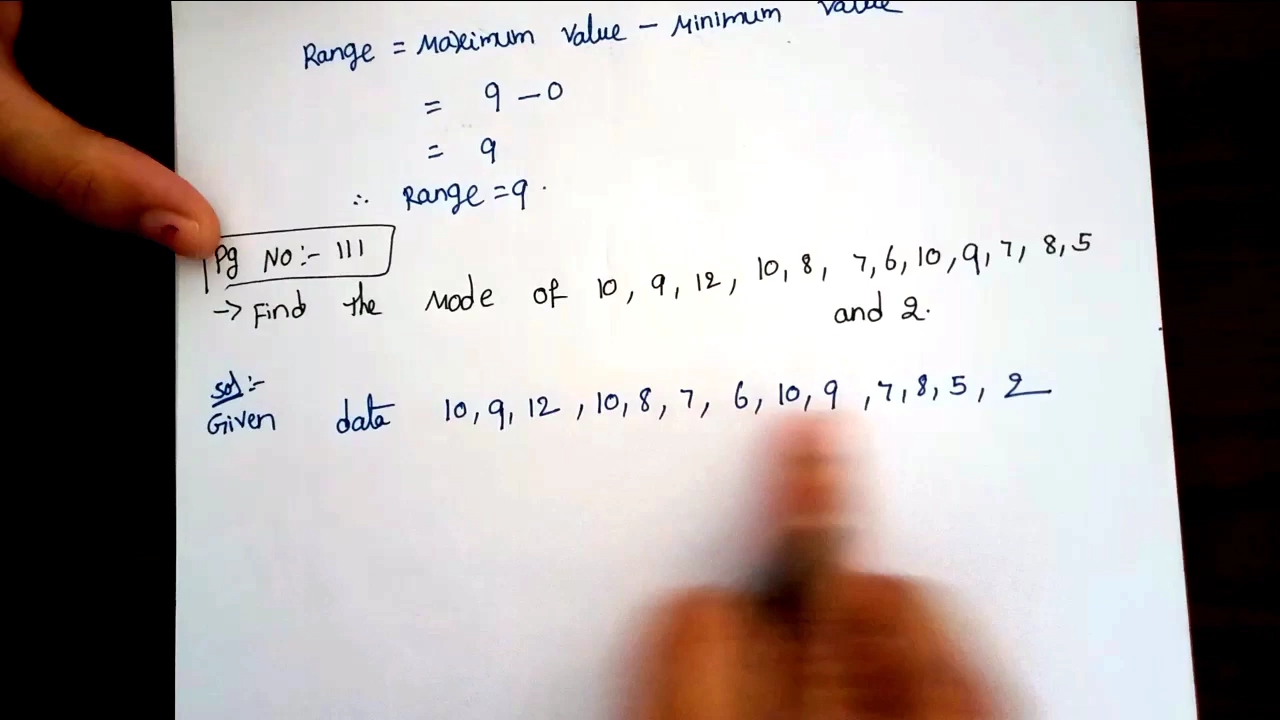 Range = Maximum Value - Minimum Value
= 9 - 0
= 9
∴ Range = 9.
Pg No:- 111
-> Find the Mode of 10, 9, 12, 10, 8, 7, 6, 10, 9, 7, 8, 5
and 2.
Sol:-
Given data 10, 9, 12, 10, 8, 7, 6, 10, 9, 7, 8, 5, 2